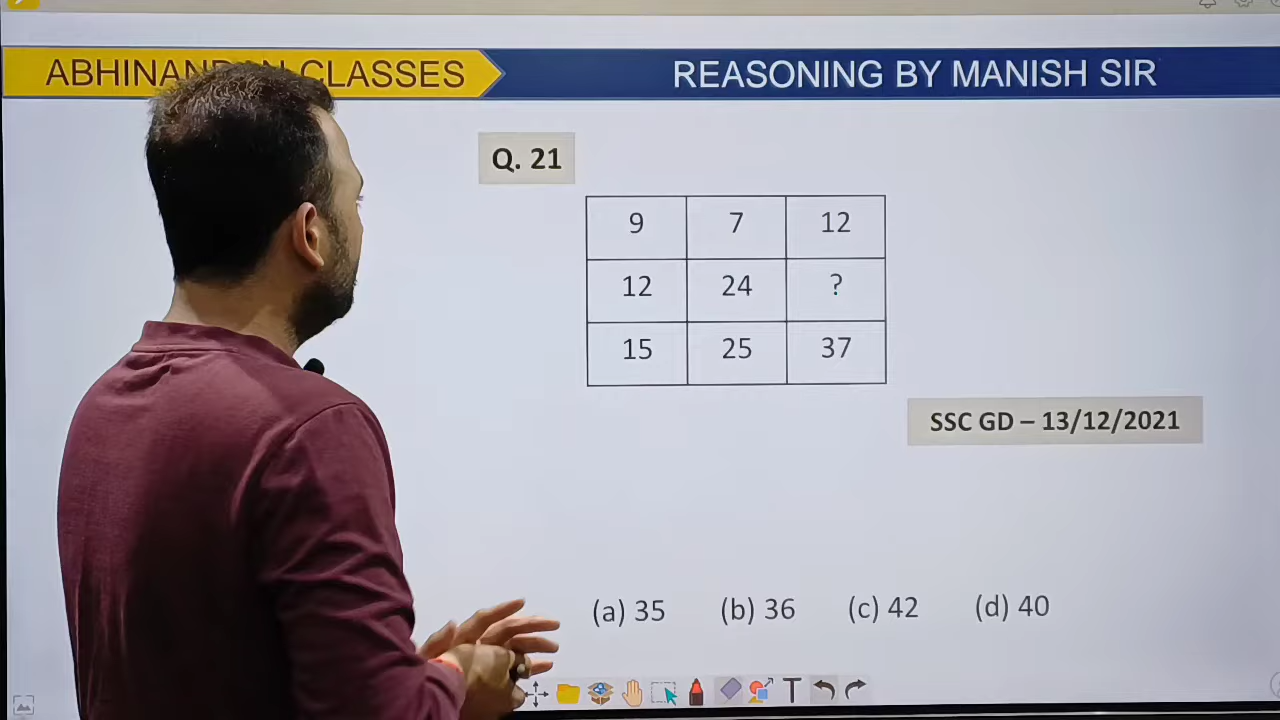 CLASSES
REASONING BY MANISH SIR
Q. 21
9 7 12
12 24 ?
15 25 37
SSC GD – 13/12/2021
(a) 35 (b) 36 (c) 42 (d) 40
T